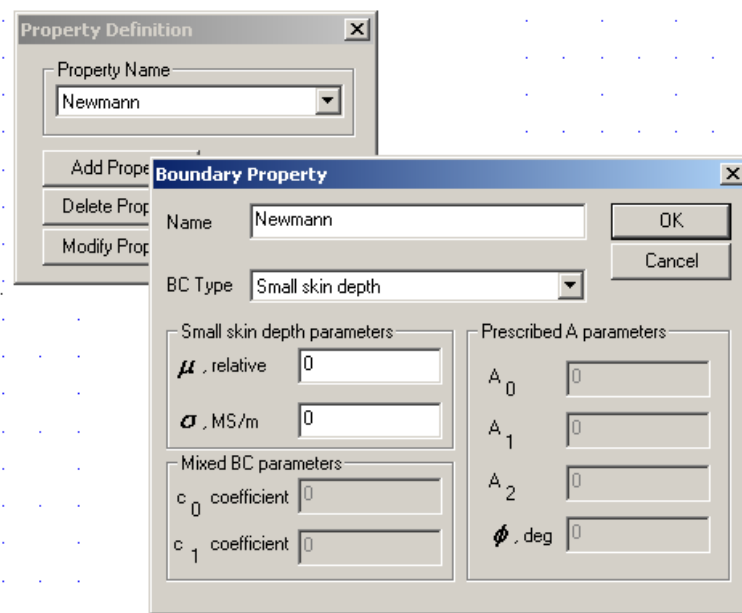 Property Definition
Property Name
Newmann
Add Prope
Delete Prop
Modify Prop
Boundary Property
Name
Newmann
OK
Cancel
BC Type
Small skin depth
Small skin depth parameters
μ , relative
0
σ , MS/m
0
Mixed BC parameters
c 0 coefficient
0
c 1 coefficient
0
Prescribed A parameters
A 0
0
A 1
0
A 2
0
ϕ , deg
0